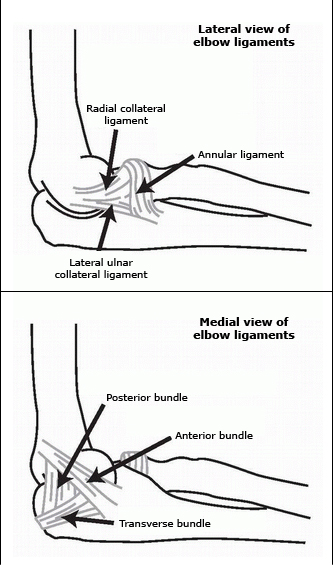 Lateral view of
elbow ligaments
Radial collateral
ligament
Annular ligament
Lateral ulnar
collateral ligament
Medial view of
elbow ligaments
Posterior bundle
Anterior bundle
Transverse bundle